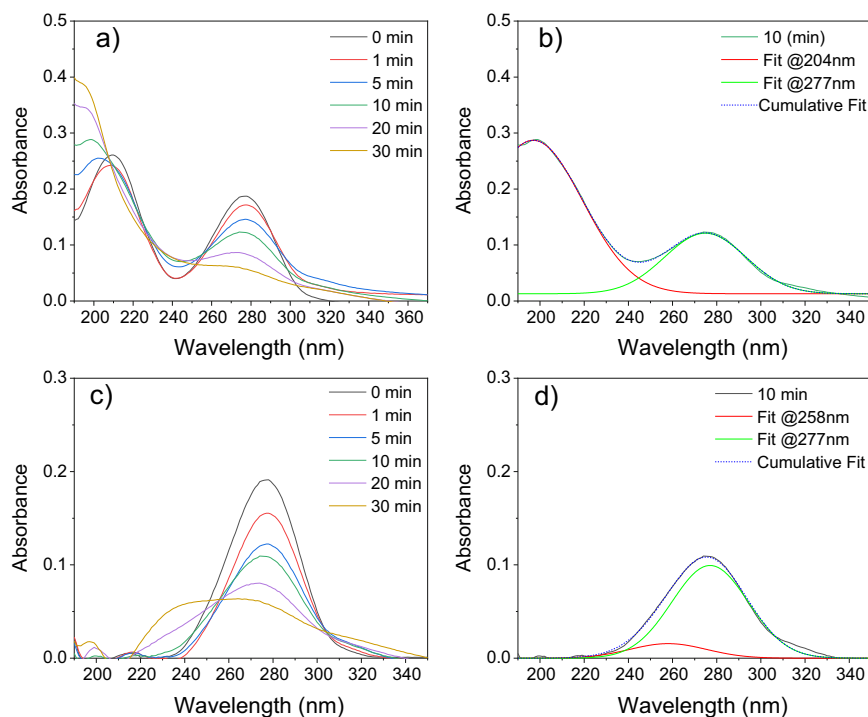 a)
0 min
1 min
5 min
10 min
20 min
30 min
Absorbance
0.5
0.4
0.3
0.2
0.1
0.0
200 220 240 260 280 300 320 340 360
Wavelength (nm)
b)
10 (min)
Fit @204nm
Fit @277nm
Cumulative Fit
Absorbance
0.5
0.4
0.3
0.2
0.1
0.0
200 220 240 260 280 300 320 340
Wavelength (nm)
c)
0 min
1 min
5 min
10 min
20 min
30 min
Absorbance
0.3
0.2
0.1
0.0
200 220 240 260 280 300 320 340
Wavelength (nm)
d)
10 min
Fit @258nm
Fit @277nm
Cumulative Fit
Absorbance
0.3
0.2
0.1
0.0
200 220 240 260 280 300 320 340
Wavelength (nm)